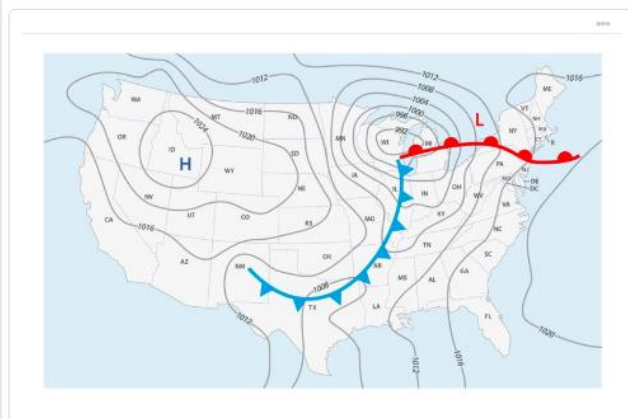 1012
1016
ME
WA
MT
ND
1012
1008
1004
1000
996
992
1016
1024
1020
MN
WI
MI
L
VT
NH
NY
OR
ID
H
SD
WY
IA
PA
NJ
NE
IL
IN
OH
DE
DC
NV
UT
CO
KS
MO
KY
WV
VA
1016
CA
NC
TN
OK
AR
SC
AZ
NM
MS
AL
GA
1008
TX
LA
1012
FL
1020
1012
1016